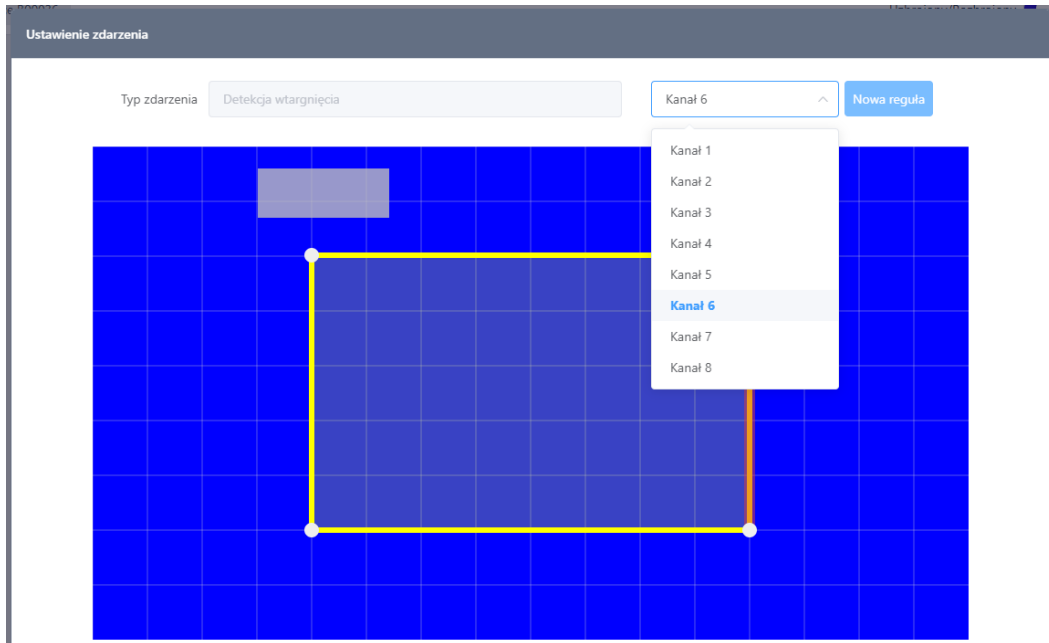 Ustawienie zdarzenia
Typ zdarzenia Detekcja wtargnięcia Kanał 6 Nowa reguła
Kanał 1
Kanał 2
Kanał 3
Kanał 4
Kanał 5
Kanał 6
Kanał 7
Kanał 8